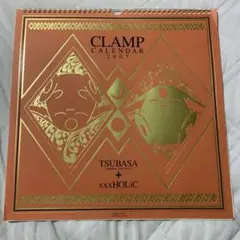 CLAMP
CALENDAR
2007
TSUBASA
+
xxxHOLiC